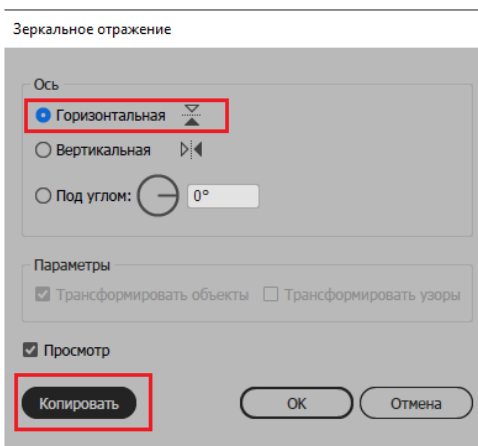 Зеркальное отражение
Ось
Горизонтальная
Вертикальная
Под углом: 0°
Параметры
Трансформировать объекты Трансформировать узоры
Просмотр
Копировать OK Отмена